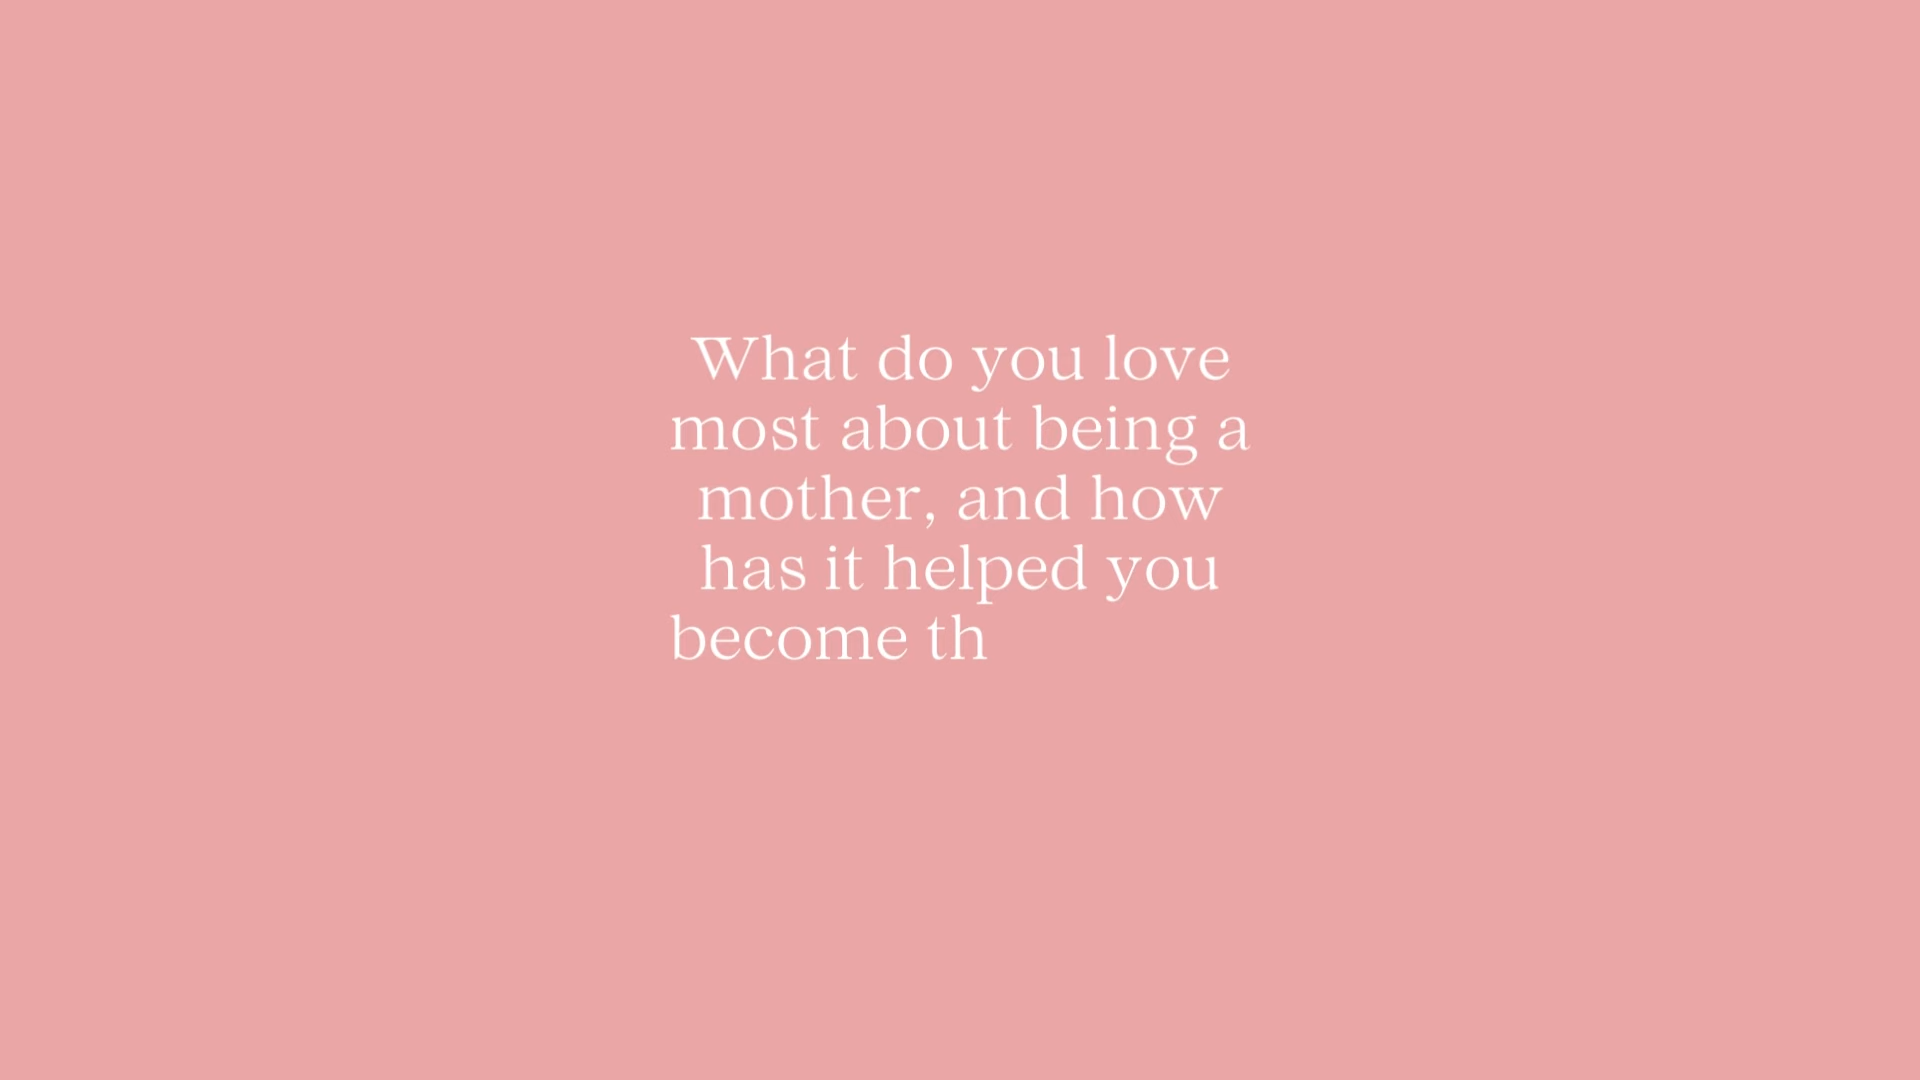 What do you love
most about being a
mother, and how
has it helped you
become th